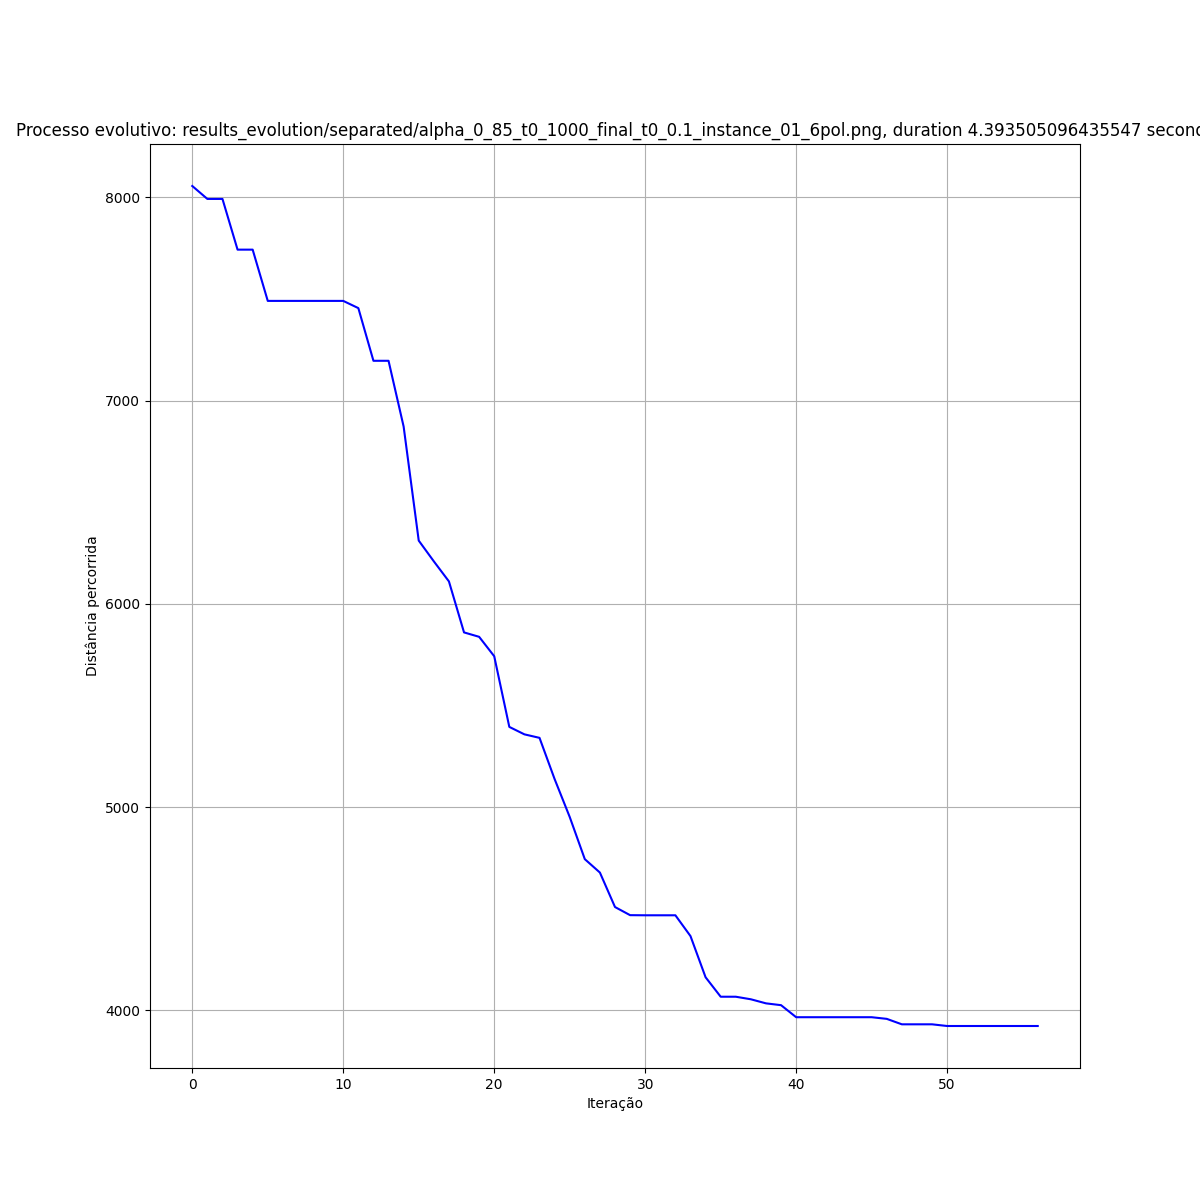 Processo evolutivo: results_evolution/separated/alpha_0_85_t0_1000_final_t0_0.1_instance_01_6pol.png, duration 4.393505096435547
8000
7000
6000
5000
4000
Distância percorrida
0 10 20 30 40 50
Iteração